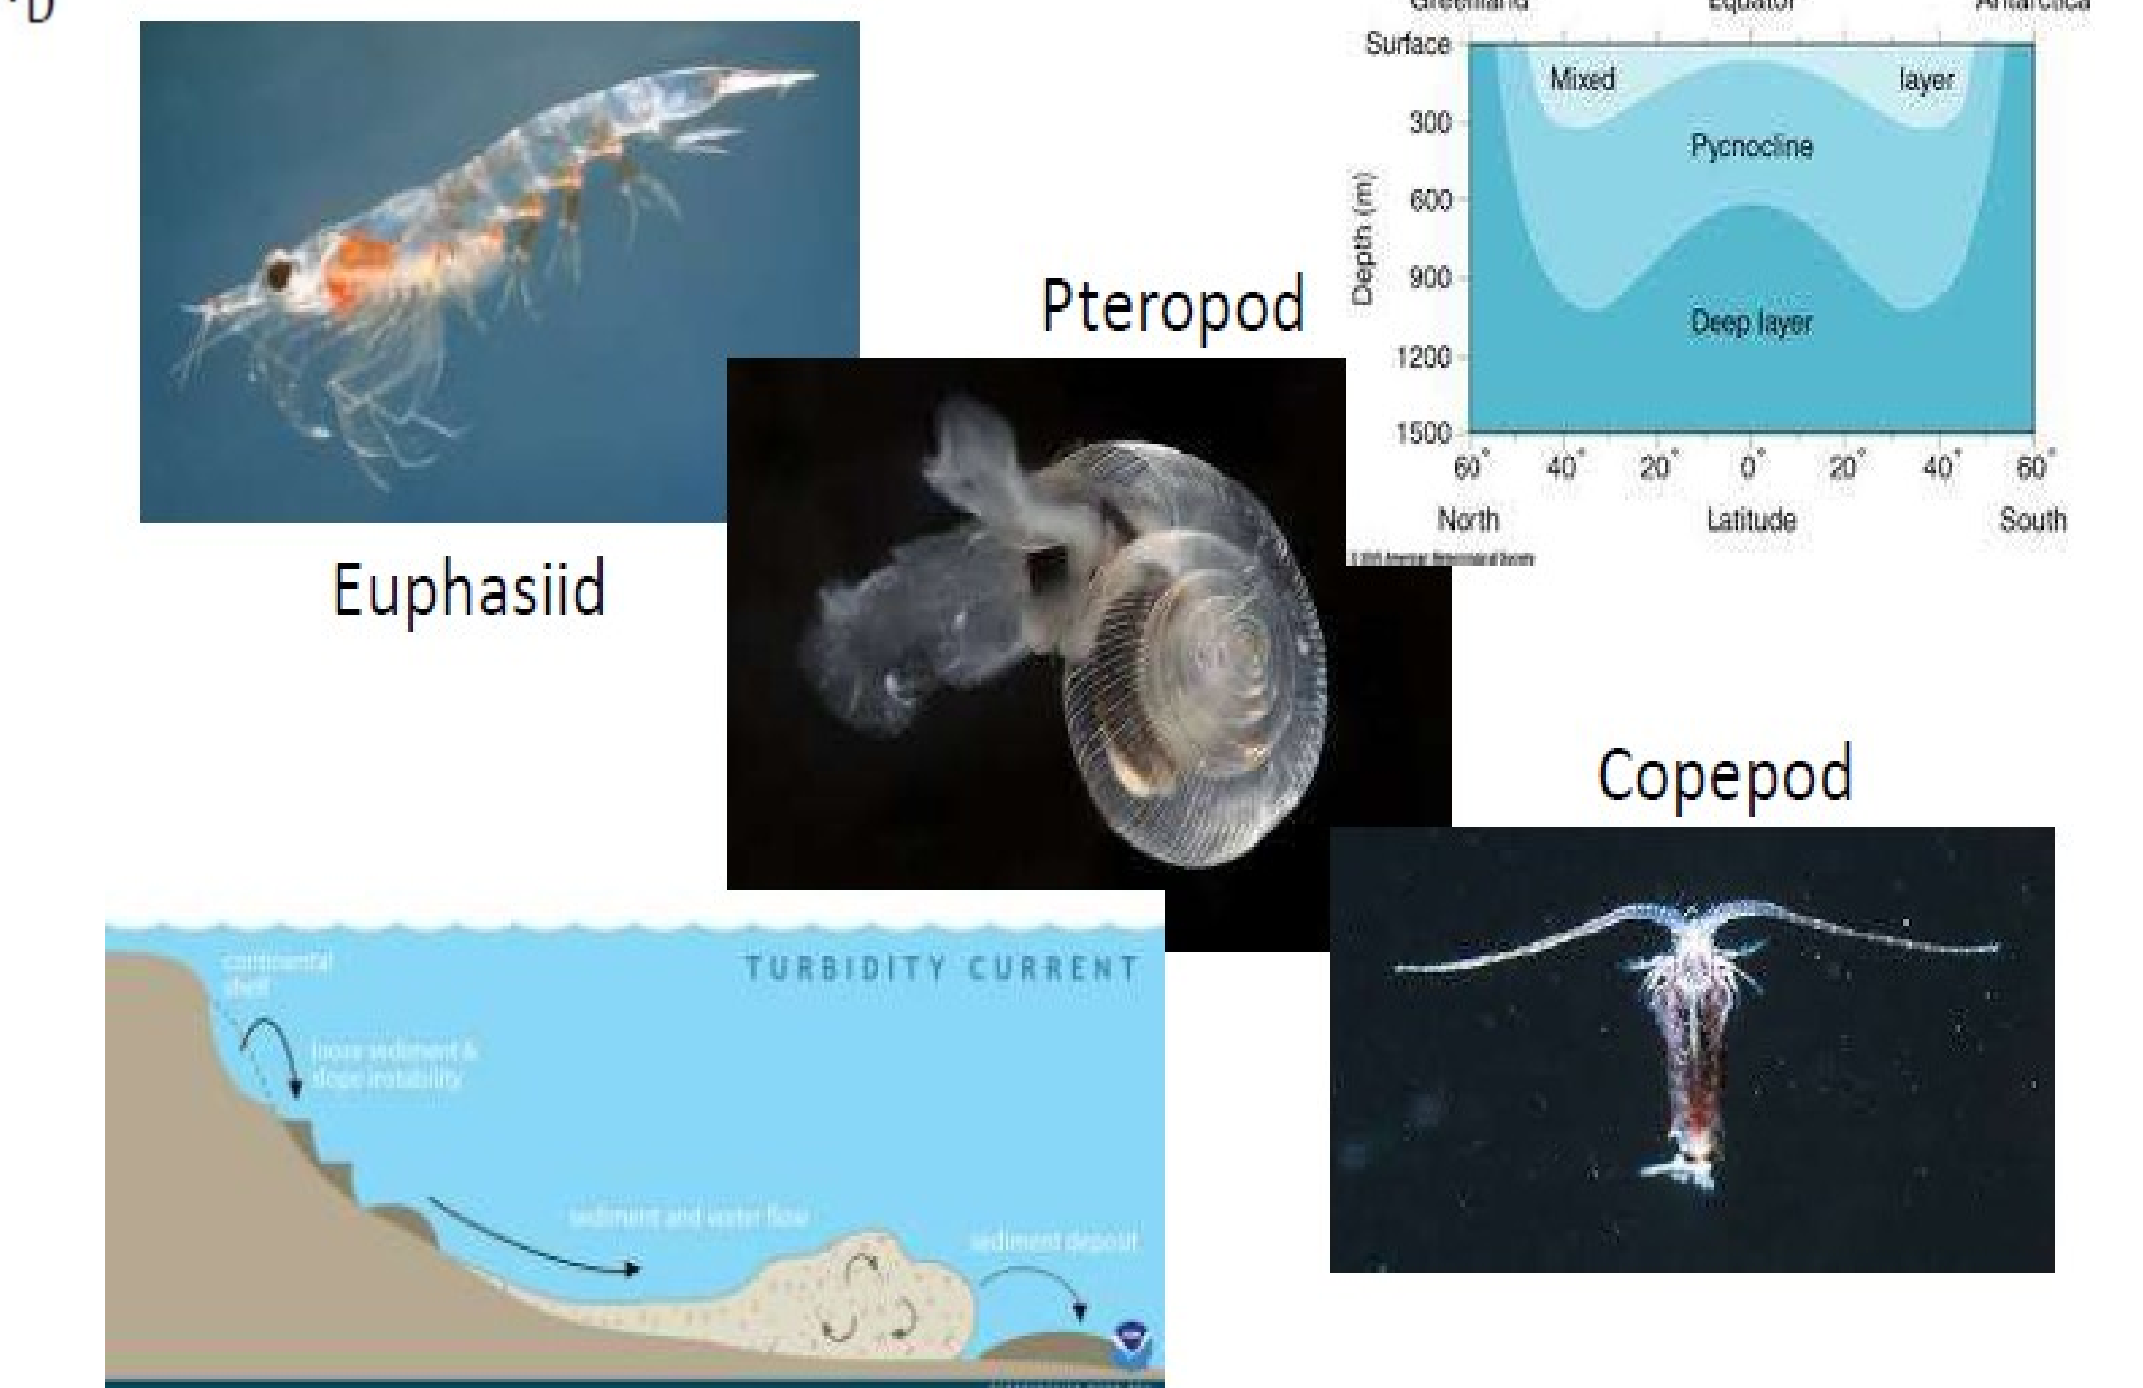 Greenland Equator Antarctica
Surface
Mixed layer
300
Pycnocline
600
Depth (m)
900
Deep layer
1200
1500
60° 40° 20° 0° 20° 40° 60°
North Latitude South
Pteropod
Euphasiid
Copepod
TURBIDITY CURRENT
continental
shelf
loose sediment &
slope instability
sediment and water flow
sediment deposit